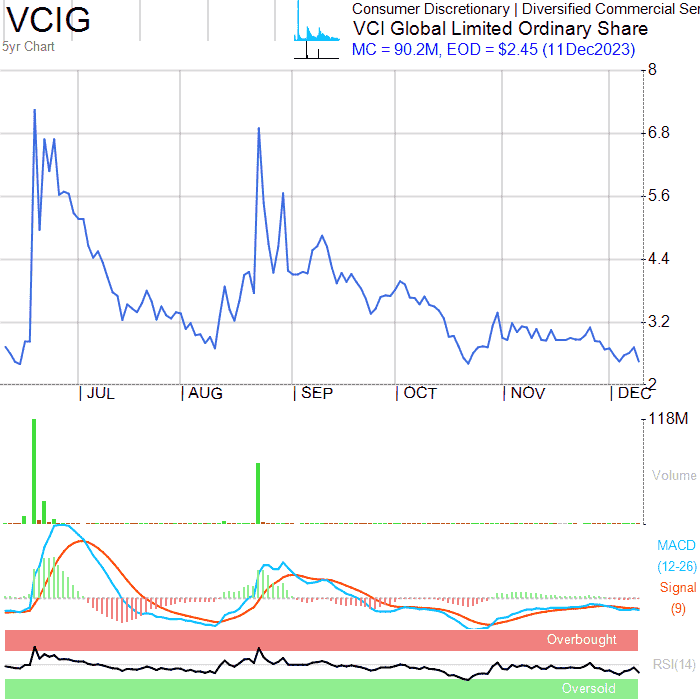 VCIG
5yr Chart
Consumer Discretionary | Diversified Commercial Ser
VCI Global Limited Ordinary Share
MC = 90.2M, EOD = $2.45 (11Dec2023)
8
6.8
5.6
4.4
3.2
2
| JUL | AUG | SEP | OCT | NOV | DEC
118M
Volume
MACD
(12-26)
Signal
(9)
Overbought
RSI(14)
Oversold